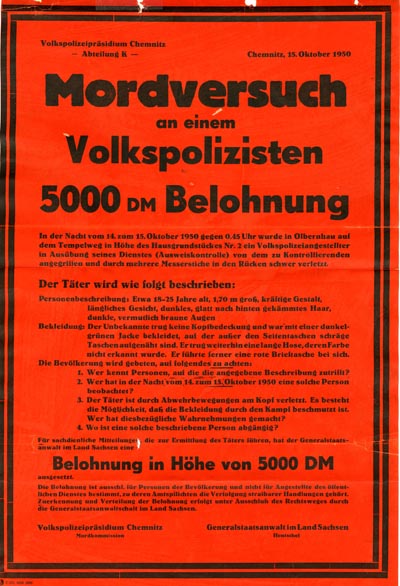 Volkspolizeipräsidium Chemnitz
— Abteilung K —
Chemnitz, 15. Oktober 1950
Mordversuch
an einem
Volkspolizisten
5000 DM Belohnung
In der Nacht vom 14. zum 15. Oktober 1950 gegen 0.45 Uhr wurde in Olbernhau auf
dem Tempelweg in Höhe des Hausgrundstückes Nr. 2 ein Volkspolizeiangestellter
in Ausübung seines Dienstes (Ausweiskontrolle) von dem zu Kontrollierenden
angegriffen und durch mehrere Messerstiche in den Rücken schwer verletzt.
Der Täter wird wie folgt beschrieben:
Personenbeschreibung: Etwa 18-25 Jahre alt, 1,70 m groß, kräftige Gestalt,
längliches Gesicht, dunkles, glatt nach hinten gekämmtes Haar,
dunkle, vermutlich braune Augen
Bekleidung: Der Unbekannte trug keine Kopfbedeckung und war mit einer dunkel-
grünen Jacke bekleidet, auf der außer den Seitentaschen schräge
Taschen aufgenäht sind. Er trug weiterhin eine lange Hose, deren Farbe
nicht erkannt wurde. Er führte ferner eine rote Brieftasche bei sich.
Die Bevölkerung wird gebeten, auf folgendes zu achten:
1. Wer kennt Personen, auf die die angegebene Beschreibung zutrifft?
2. Wer hat in der Nacht vom 14. zum 15. Oktober 1950 eine solche Person
beobachtet?
3. Der Täter ist durch Abwehrbewegungen am Kopf verletzt. Es besteht
die Möglichkeit, daß die Bekleidung durch den Kampf beschmutzt ist.
Wer hat diesbezügliche Wahrnehmungen gemacht?
4. Wo ist eine solche beschriebene Person abgängig?
Für sachdienliche Mitteilungen die zur Ermittlung des Täters führen, hat der Generalstaats-
anwalt im Land Sachsen eine
Belohnung in Höhe von 5000 DM
ausgesetzt.
Die Belohnung ist ausschl. für Personen der Bevölkerung und nicht für Angestellte des öffent-
lichen Dienstes bestimmt, zu deren Amtspflichten die Verfolgung strafbarer Handlungen gehört.
Zuerkennung und Verteilung der Belohnung erfolgt unter Ausschluß des Rechtsweges durch
die Generalstaatsanwaltschaft im Land Sachsen.
Volkspolizeipräsidium Chemnitz
Mordkommission
Generalstaatsanwalt im Land Sachsen